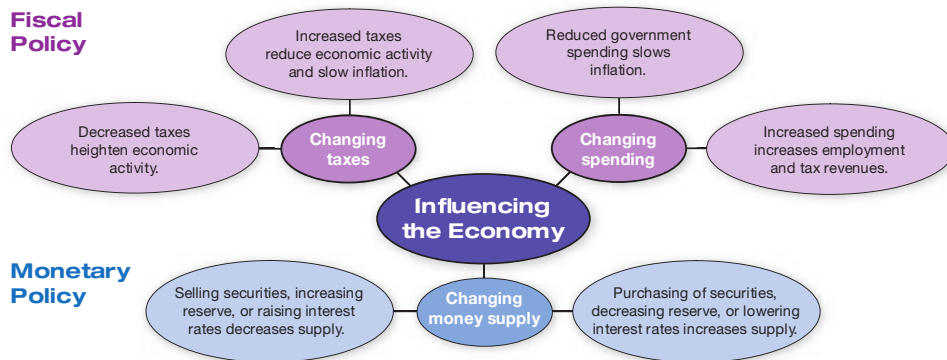 Fiscal
Policy
Increased taxes
reduce economic activity
and slow inflation.
Reduced government
spending slows
inflation.
Decreased taxes
heighten economic
activity.
Changing
taxes
Changing
spending
Increased spending
increases employment
and tax revenues.
Influencing
the Economy
Monetary
Policy
Selling securities, increasing
reserve, or raising interest
rates decreases supply.
Changing
money supply
Purchasing of securities,
decreasing reserve, or lowering
interest rates increases supply.